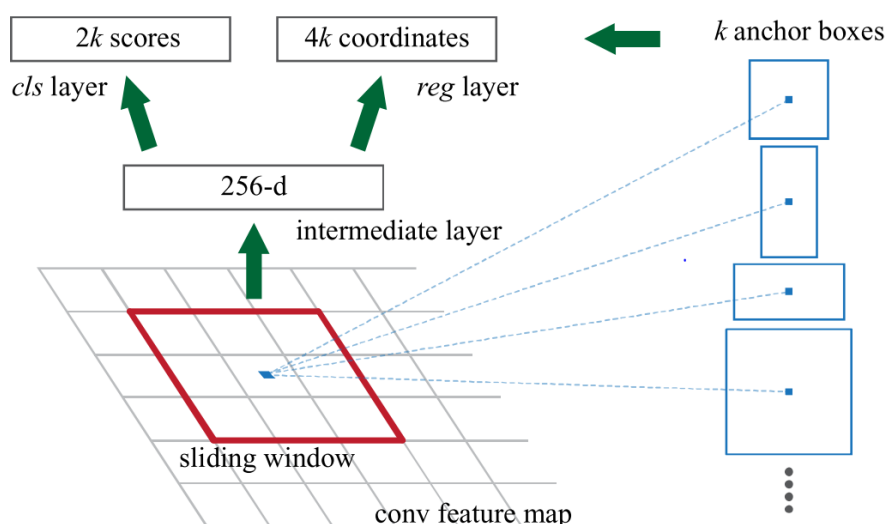 2k scores
4k coordinates
k anchor boxes
cls layer
reg layer
256-d
intermediate layer
sliding window
conv feature map